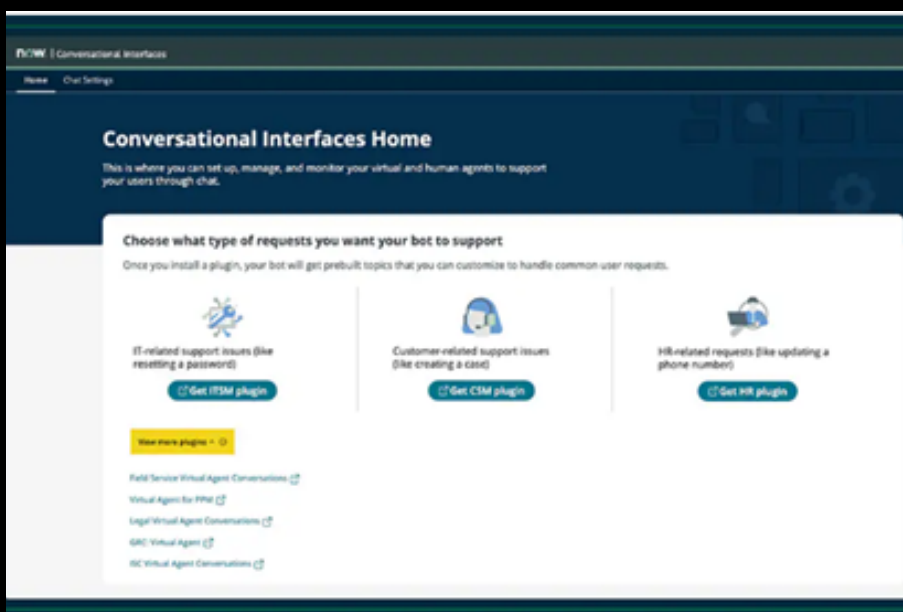 now | Conversational Interfaces
Home Chat Settings
Conversational Interfaces Home
This is where you can set up, manage, and monitor your virtual and human agents to support
your users through chat.
Choose what type of requests you want your bot to support
Once you install a plugin, your bot will get prebuilt topics that you can customize to handle common user requests.
IT-related support issues (like
resetting a password)
Get ITSM plugin
Customer-related support issues
(like creating a case)
Get CSM plugin
HR-related requests (like updating a
phone number)
Get HR plugin
View more plugins
Field Service Virtual Agent Conversations
Virtual Agent for PPM
Legal Virtual Agent Conversations
GRC: Virtual Agent
ISC Virtual Agent Conversations